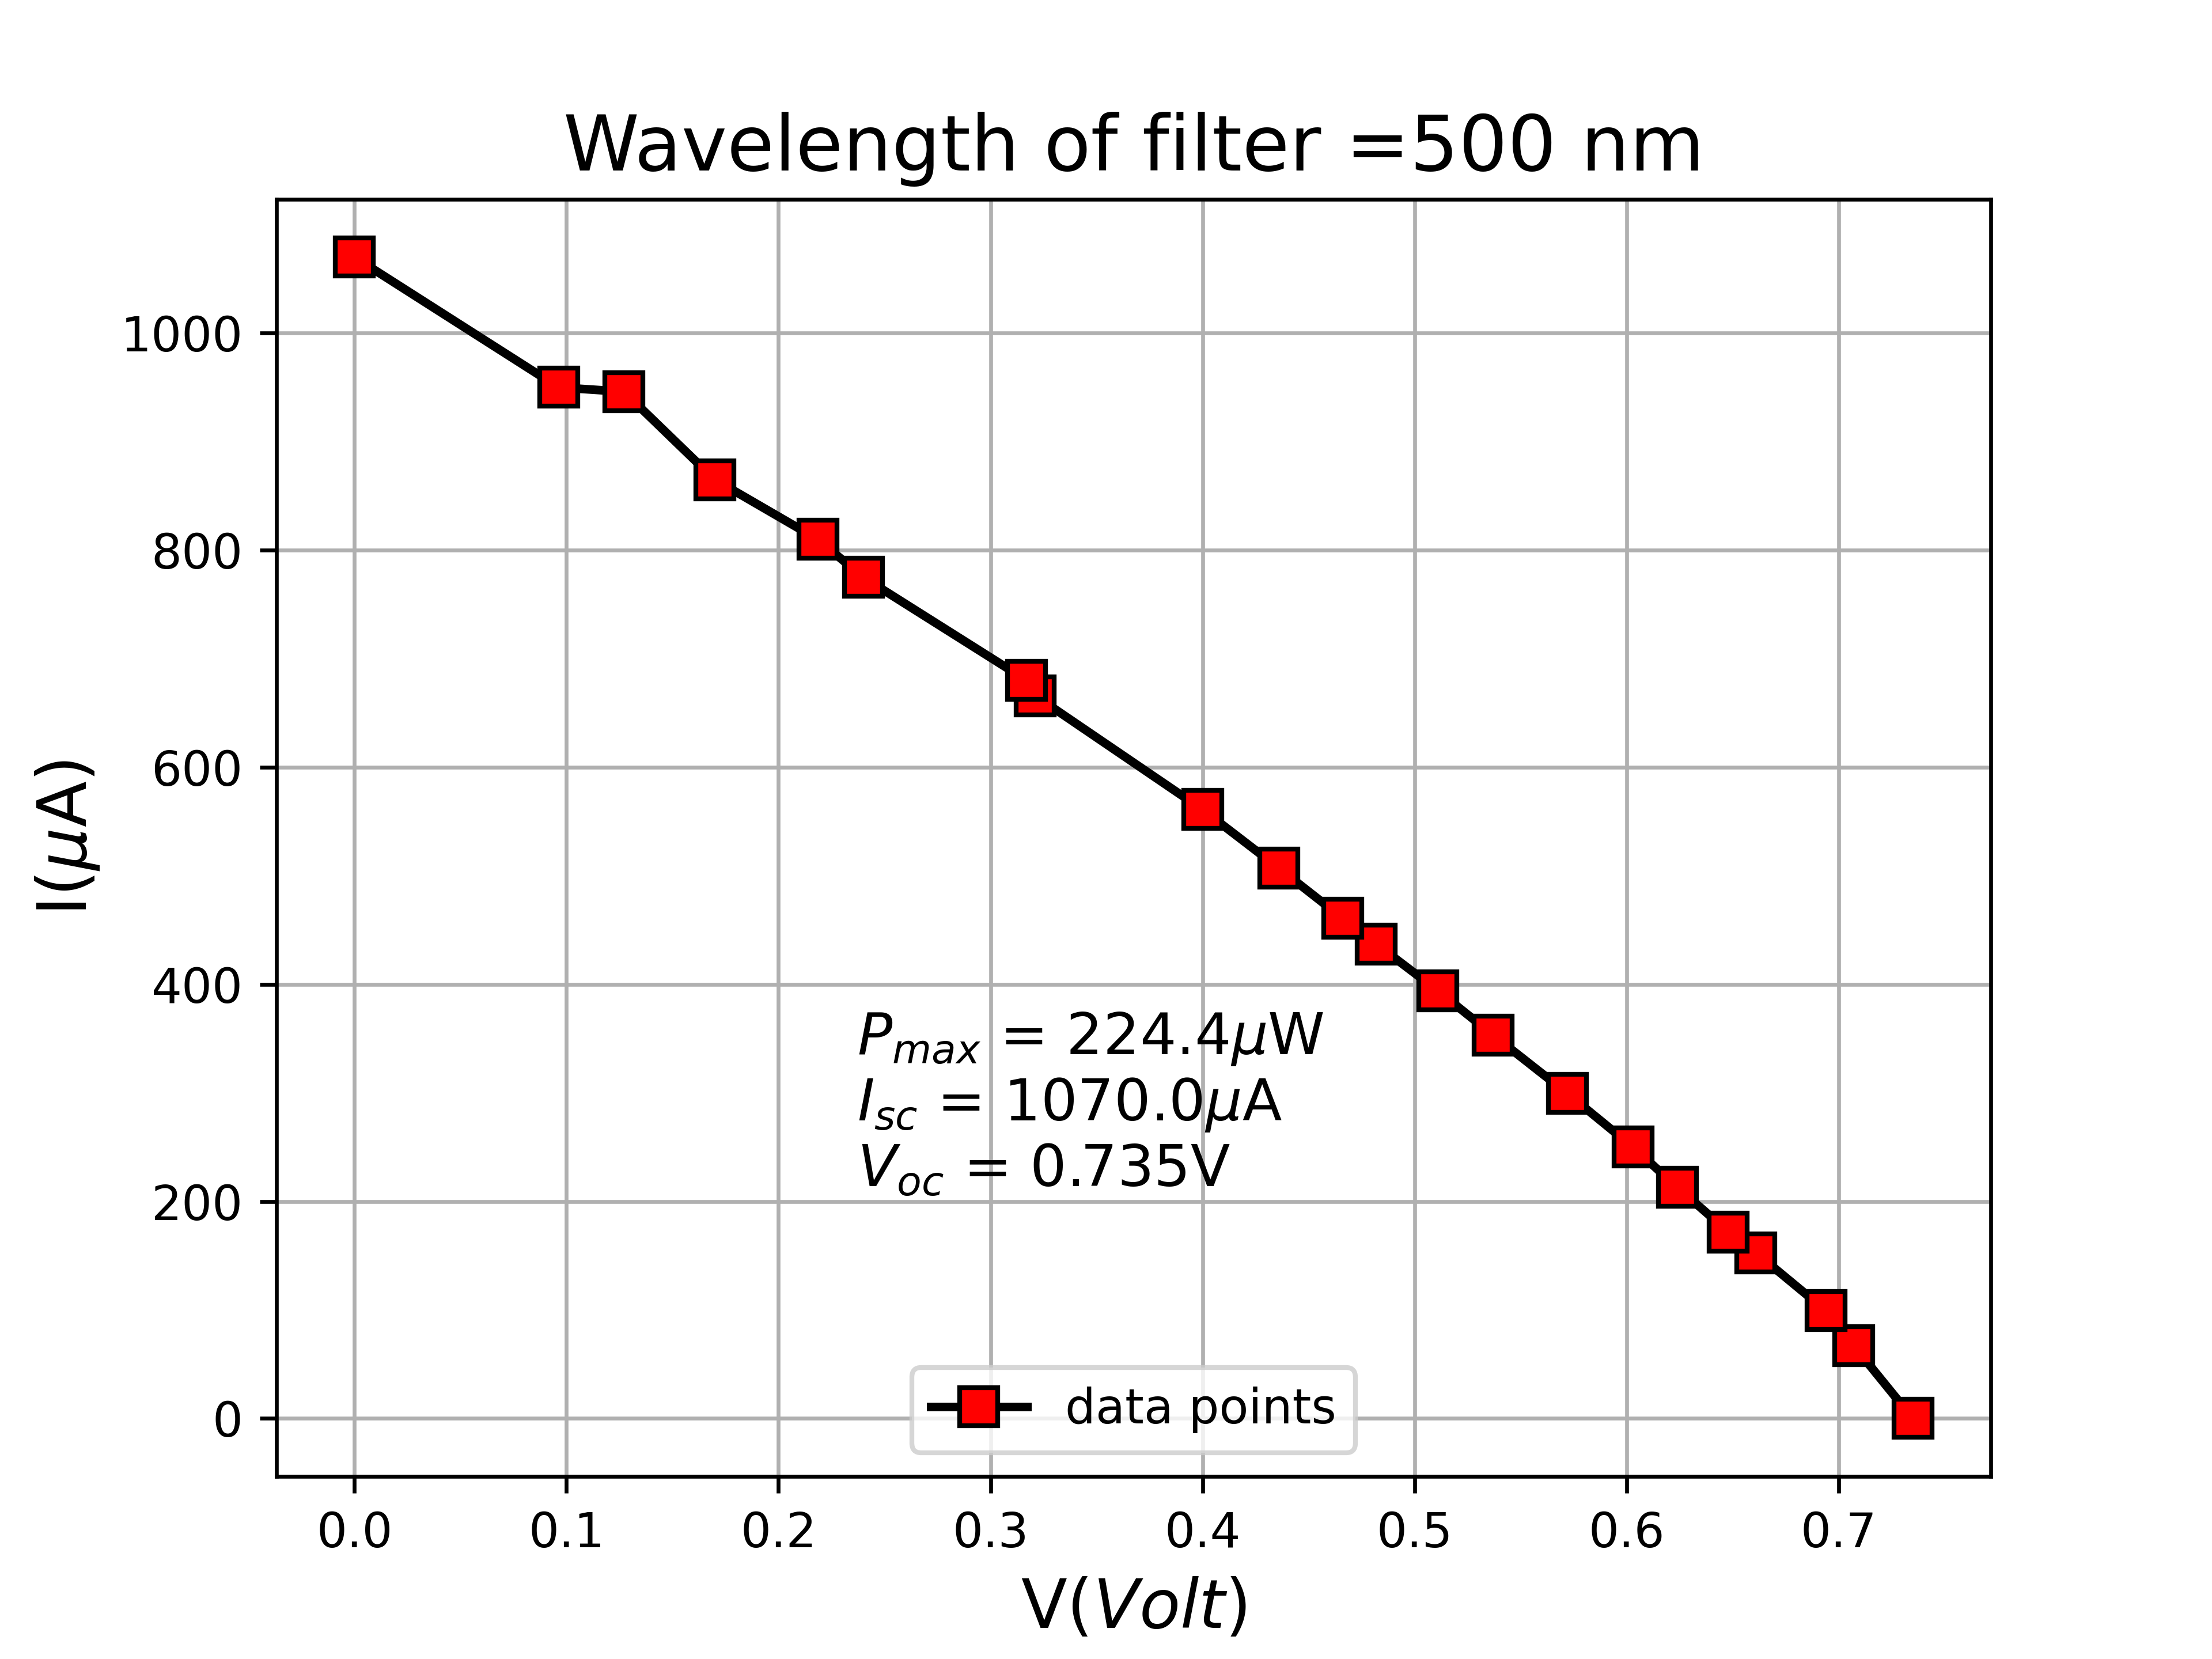 Wavelength of filter =500 nm
I(μA)
1000
800
600
400
200
0
P_max = 224.4μW
I_sc = 1070.0μA
V_oc = 0.735V
data points
0.0 0.1 0.2 0.3 0.4 0.5 0.6 0.7
V(Volt)